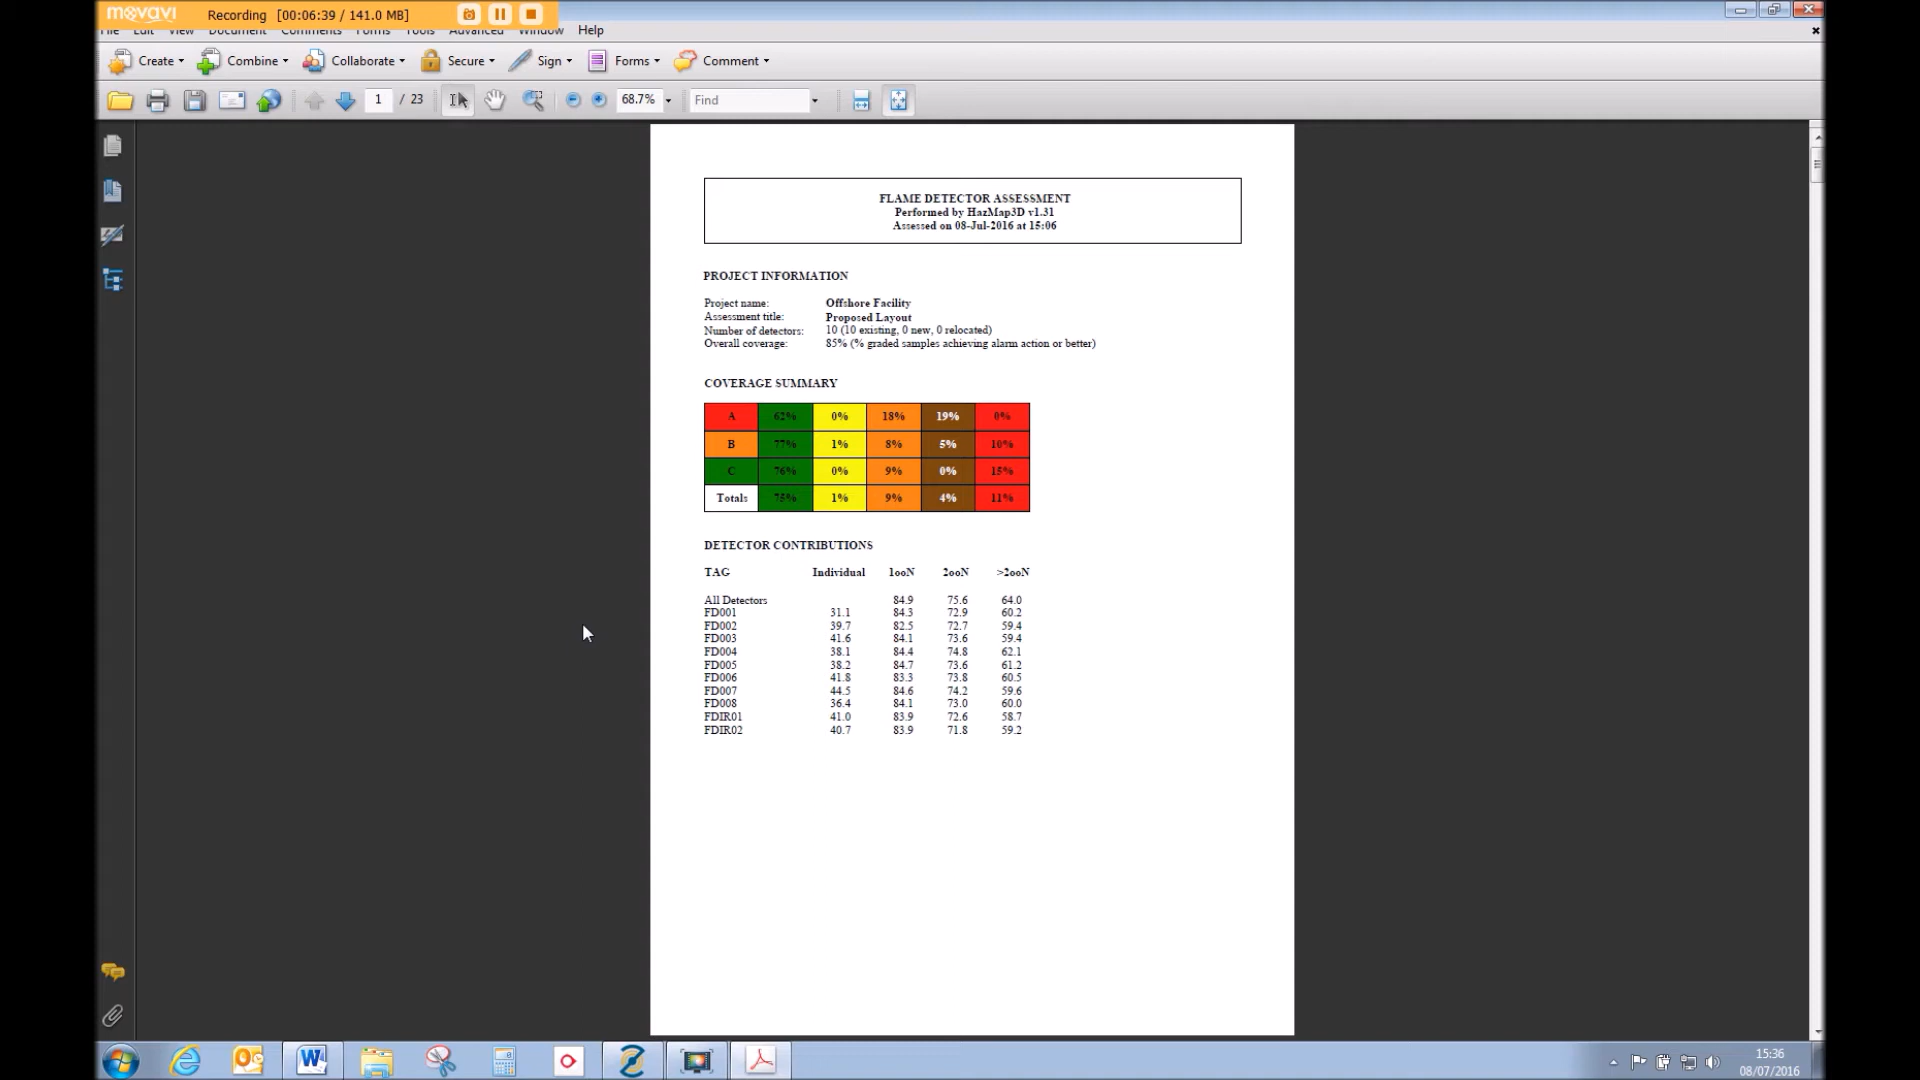 movavi
Recording [00:06:39 / 141.0 MB]
File Edit View Document Comments Forms Tools Advanced Window Help
Create Combine Collaborate Secure Sign Forms Comment
1 / 23 68.7% Find
FLAME DETECTOR ASSESSMENT
Performed by HazMap3D v1.31
Assessed on 08-Jul-2016 at 15:06
PROJECT INFORMATION
Project name: Offshore Facility
Assessment title: Proposed Layout
Number of detectors: 10 (10 existing, 0 new, 0 relocated)
Overall coverage: 85% (% graded samples achieving alarm action or better)
COVERAGE SUMMARY
A 62% 0% 18% 19% 0%
B 77% 1% 8% 5% 10%
C 76% 0% 9% 0% 15%
Totals 75% 1% 9% 4% 11%
DETECTOR CONTRIBUTIONS
TAG Individual 1ooN 2ooN >2ooN
All Detectors 84.9 75.6 64.0
FD001 31.1 84.3 72.9 60.2
FD002 39.7 82.5 72.7 59.4
FD003 41.6 84.1 73.6 59.4
FD004 38.1 84.4 74.8 62.1
FD005 38.2 84.7 73.6 61.2
FD006 41.8 83.3 73.8 60.5
FD007 44.5 84.6 74.2 59.6
FD008 36.4 84.1 73.0 60.0
FDIR01 41.0 83.9 72.6 58.7
FDIR02 40.7 83.9 71.8 59.2
15:36
08/07/2016